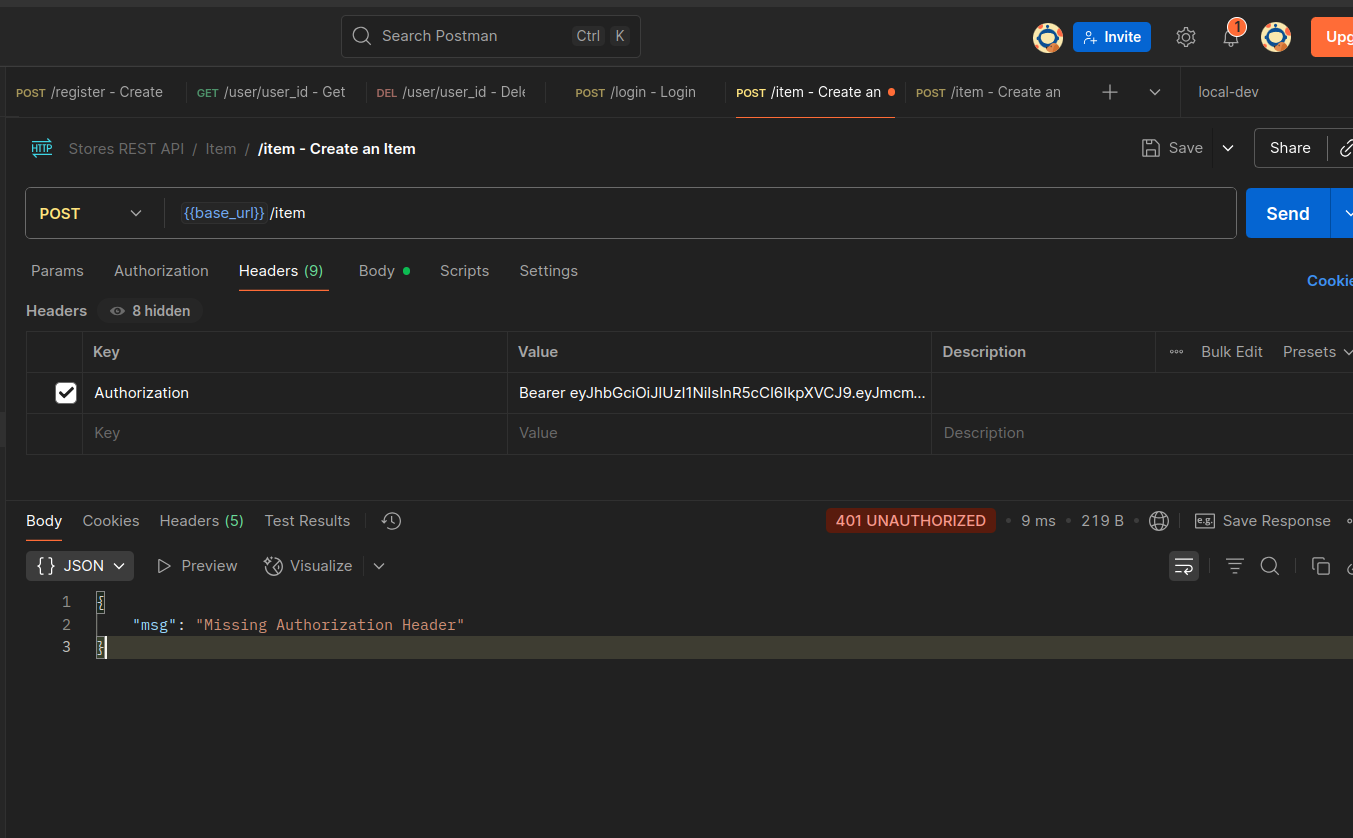 Search Postman Ctrl K Invite 1 Upg
POST /register - Create GET /user/user_id - Get DEL /user/user_id - Dele POST /login - Login POST /item - Create an POST /item - Create an local-dev
HTTP Stores REST API / Item / /item - Create an Item Save Share
POST {{base_url}} /item Send
Params Authorization Headers (9) Body Scripts Settings
Cookie
Headers 8 hidden
Key Value Description Bulk Edit Presets
Authorization Bearer eyJhbGciOiJIUzI1NiIsInR5cCI6IkpXVCJ9.eyJmcm...
Key Value Description
Body Cookies Headers (5) Test Results 401 UNAUTHORIZED 9 ms 219 B e.g. Save Response
{} JSON Preview Visualize
1 {
2 "msg": "Missing Authorization Header"
3 }